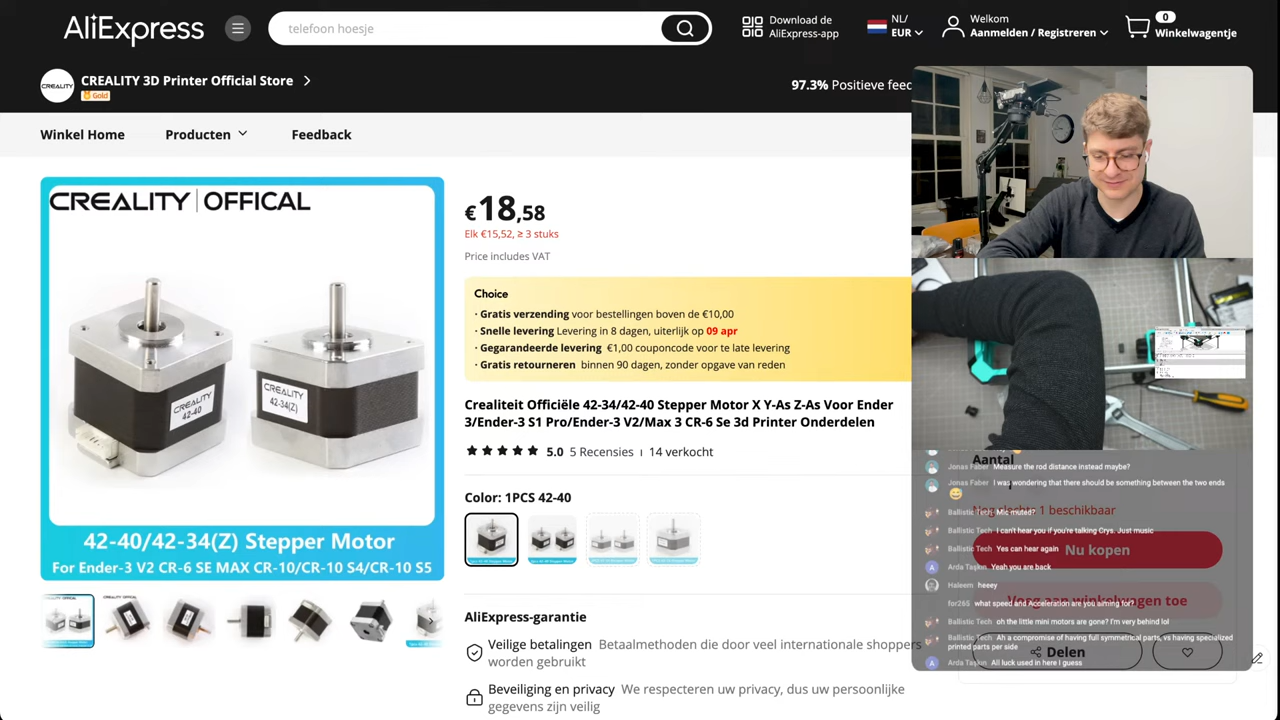 AliExpress
telefoon hoesje
Download de
AliExpress-app
NL/
EUR
Welkom
Aanmelden / Registreren
0
Winkelwagentje
CREALITY
CREALITY 3D Printer Official Store
Gold
97.3% Positieve feed
Winkel Home
Producten
Feedback
CREALITY OFFICAL
CREALITY
42-40
CREALITY
42-34(Z)
42-40/42-34(Z) Stepper Motor
For Ender-3 V2 CR-6 SE MAX CR-10/CR-10 S4/CR-10 S5
€18,58
Elk €15,52, ≥ 3 stuks
Price includes VAT
Choice
· Gratis verzending voor bestellingen boven de €10,00
· Snelle levering Levering in 8 dagen, uiterlijk op 09 apr
· Gegarandeerde levering €1,00 couponcode voor te late levering
· Gratis retourneren binnen 90 dagen, zonder opgave van reden
Crealiteit Officiële 42-34/42-40 Stepper Motor X Y-As Z-As Voor Ender
3/Ender-3 S1 Pro/Ender-3 V2/Max 3 CR-6 Se 3d Printer Onderdelen
5.0 5 Recensies 14 verkocht
Color: 1PCS 42-40
AliExpress-garantie
Veilige betalingen Betaalmethoden die door veel internationale shoppers
worden gebruikt
Beveiliging en privacy We respecteren uw privacy, dus uw persoonlijke
gegevens zijn veilig
Aantal
Jonas Faber Measure the rod distance instead maybe?
Jonas Faber I was wondering that there should be something between the two ends
Nog slechts 1 beschikbaar
Ballistic Tech Mic muted?
Ballistic Tech I can't hear you if you're talking Crys. Just music
Ballistic Tech Yes can hear again
Nu kopen
Arda Taşkın Yeah you are back
Haleem heeey
Voeg aan winkelwagen toe
for265 what speed and Acceleration are you aiming for?
Ballistic Tech oh the little mini motors are gone? I'm very behind lol
Ballistic Tech Ah a compromise of having full symmetrical parts, vs having specialized
printed parts per side
Delen
Arda Taşkın All luck used in here I guess